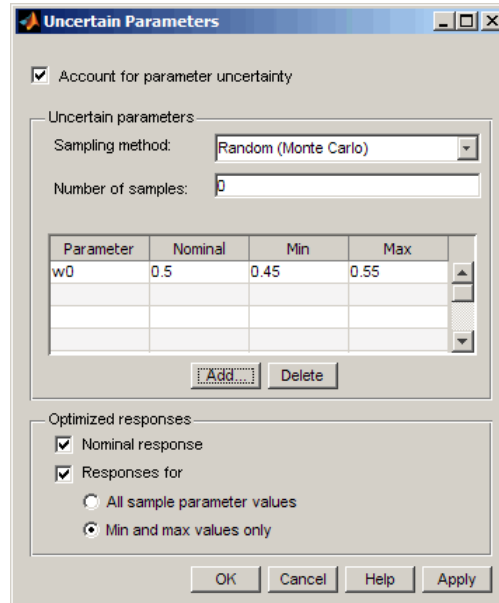 Uncertain Parameters
Account for parameter uncertainty
Uncertain parameters
Sampling method: Random (Monte Carlo)
Number of samples: 0
Parameter Nominal Min Max
w0 0.5 0.45 0.55
Add... Delete
Optimized responses
Nominal response
Responses for
All sample parameter values
Min and max values only
OK Cancel Help Apply